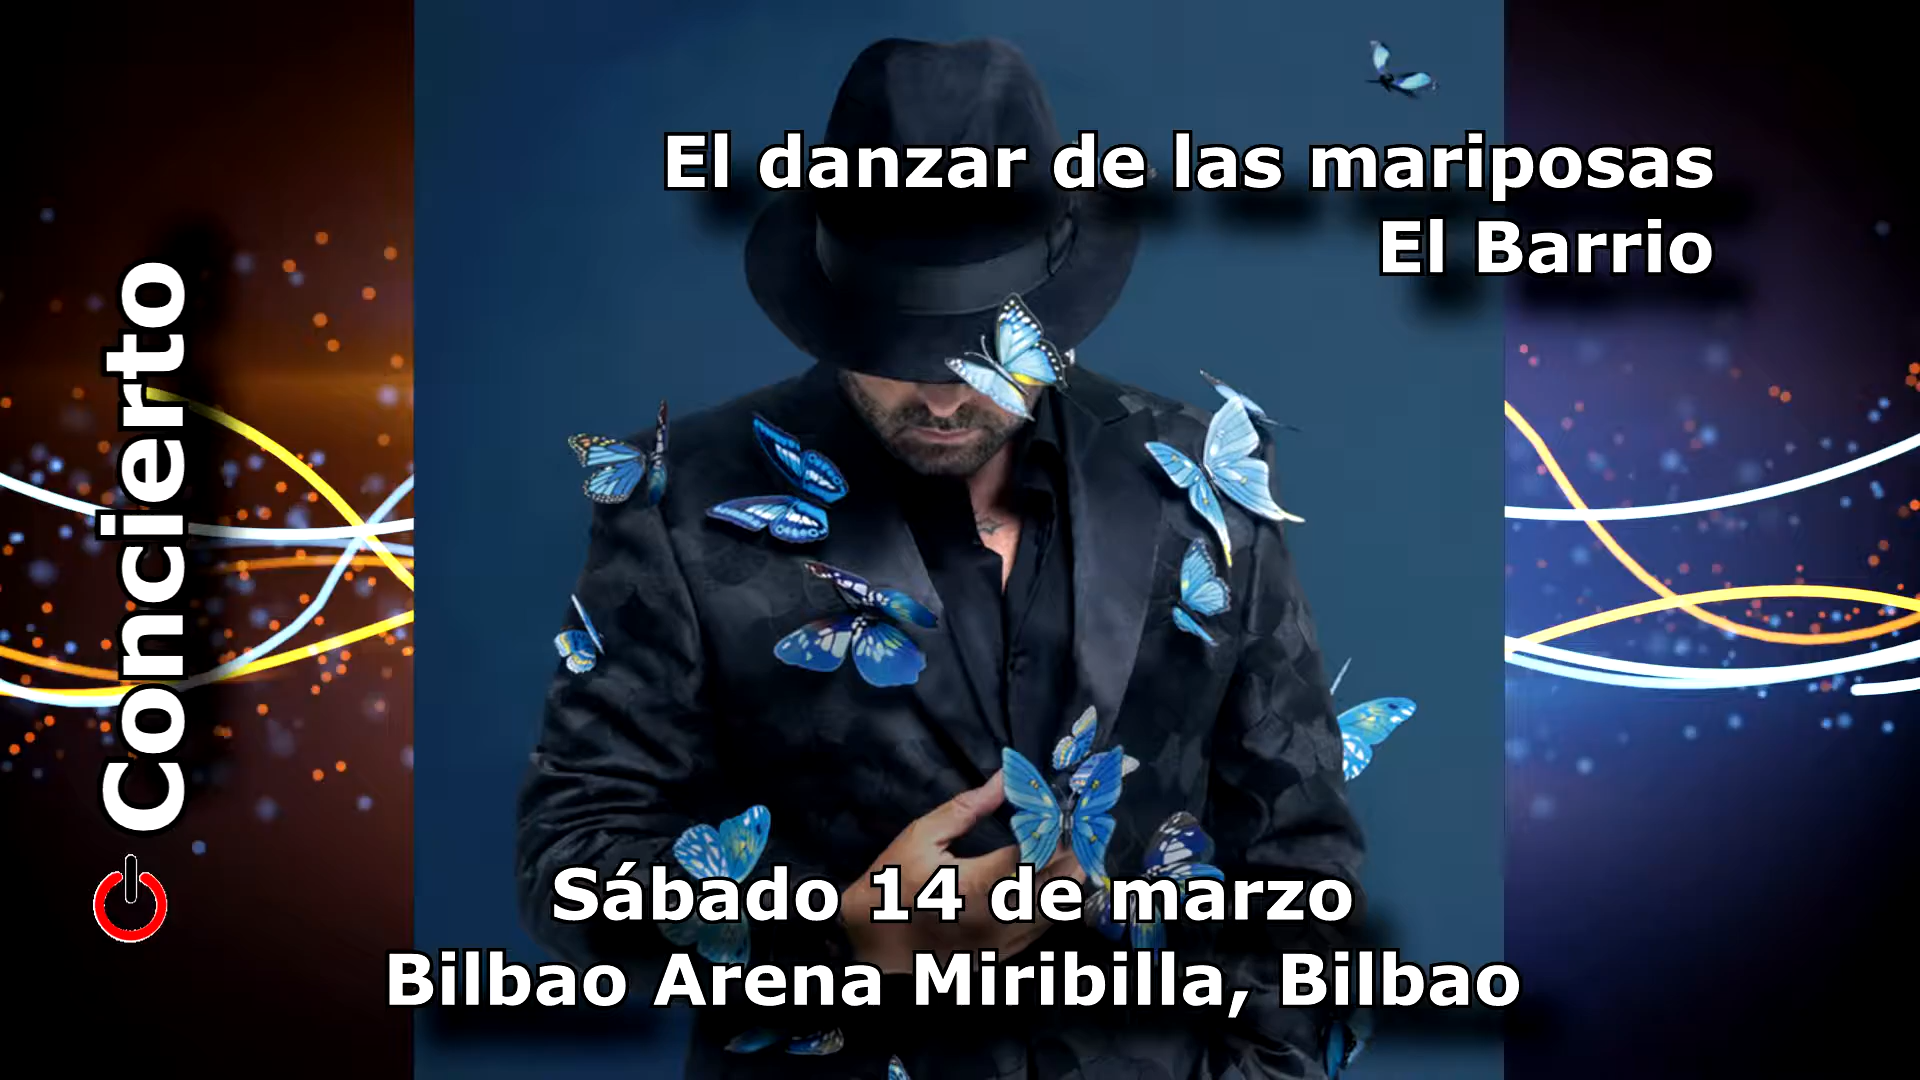 El danzar de las mariposas
El Barrio
Concierto
Sábado 14 de marzo
Bilbao Arena Miribilla, Bilbao